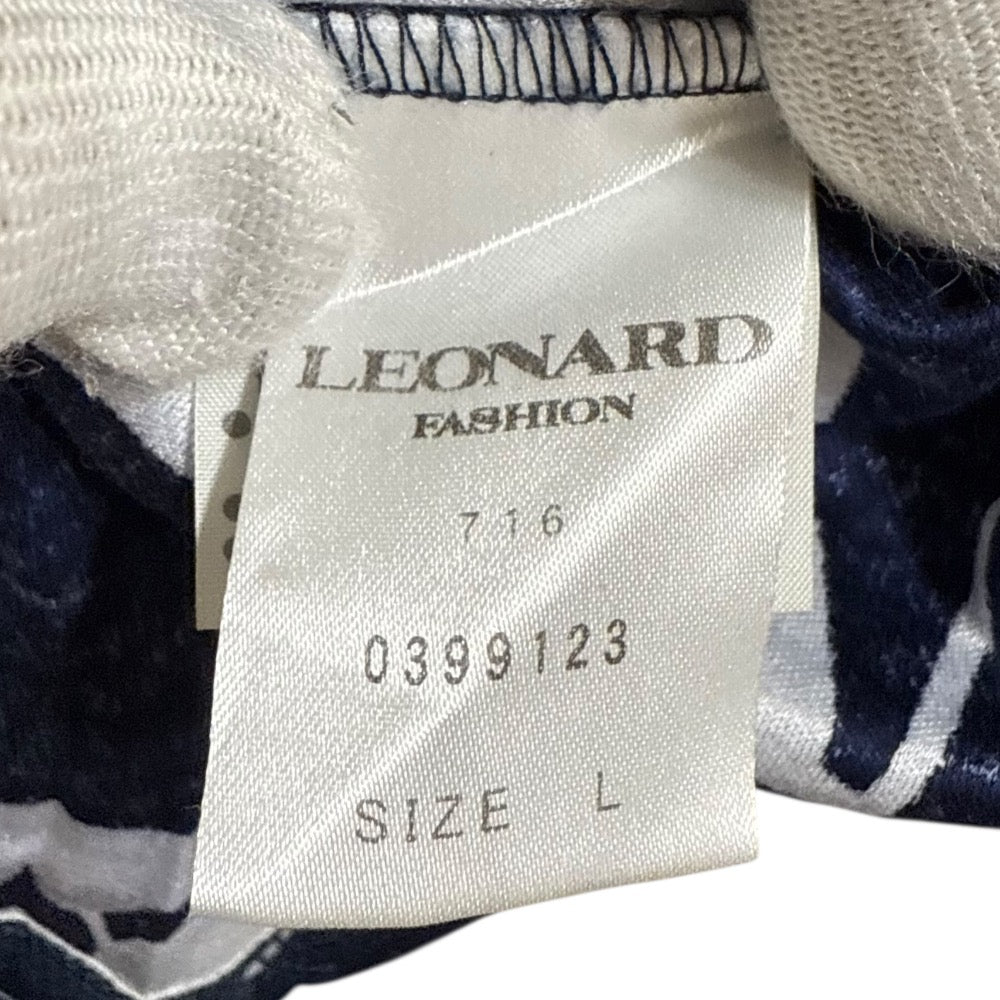 LEONARD
FASHION
716
0399123
SIZE L